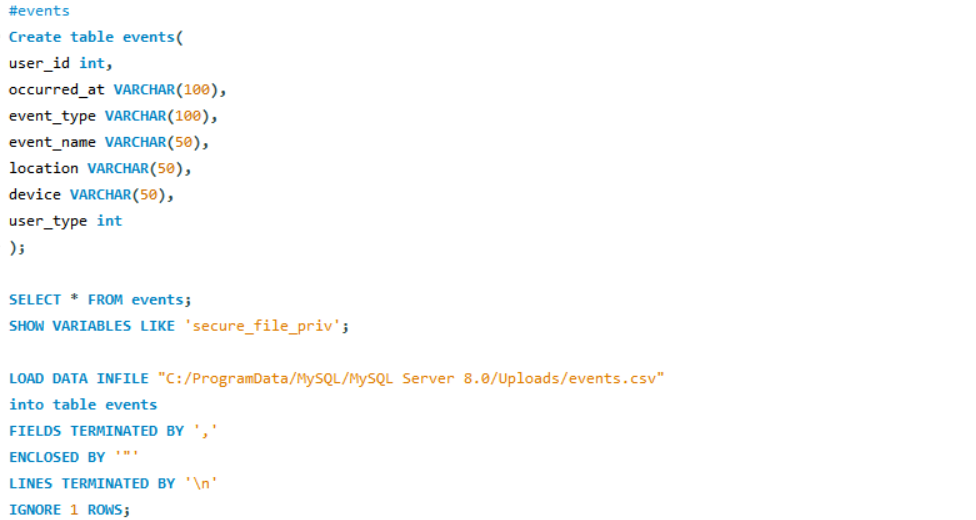 #events
Create table events(
user_id int,
occurred_at VARCHAR(100),
event_type VARCHAR(100),
event_name VARCHAR(50),
location VARCHAR(50),
device VARCHAR(50),
user_type int
);
SELECT * FROM events;
SHOW VARIABLES LIKE 'secure_file_priv';
LOAD DATA INFILE "C:/ProgramData/MySQL/MySQL Server 8.0/Uploads/events.csv"
into table events
FIELDS TERMINATED BY ','
ENCLOSED BY '"'
LINES TERMINATED BY '\n'
IGNORE 1 ROWS;